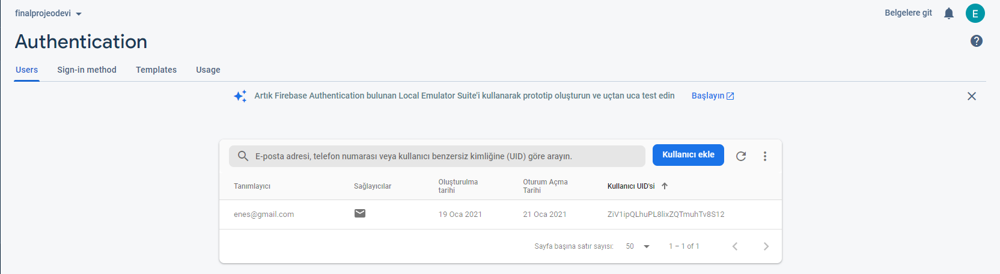 finalprojeodevi
Belgelere git
E
Authentication
Users Sign-in method Templates Usage
Artık Firebase Authentication bulunan Local Emulator Suite'i kullanarak prototip oluşturun ve uçtan uca test edin Başlayın
E-posta adresi, telefon numarası veya kullanıcı benzersiz kimliğine (UID) göre arayın.
Kullanıcı ekle
Tanımlayıcı
Sağlayıcılar
Oluşturulma
tarihi
Oturum Açma
Tarihi
Kullanıcı UID'si
enes@gmail.com 19 Oca 2021 21 Oca 2021 ZiV1ipQLhuPL8lixZQTmuhTv8S12
Sayfa başına satır sayısı: 50 1 – 1 of 1